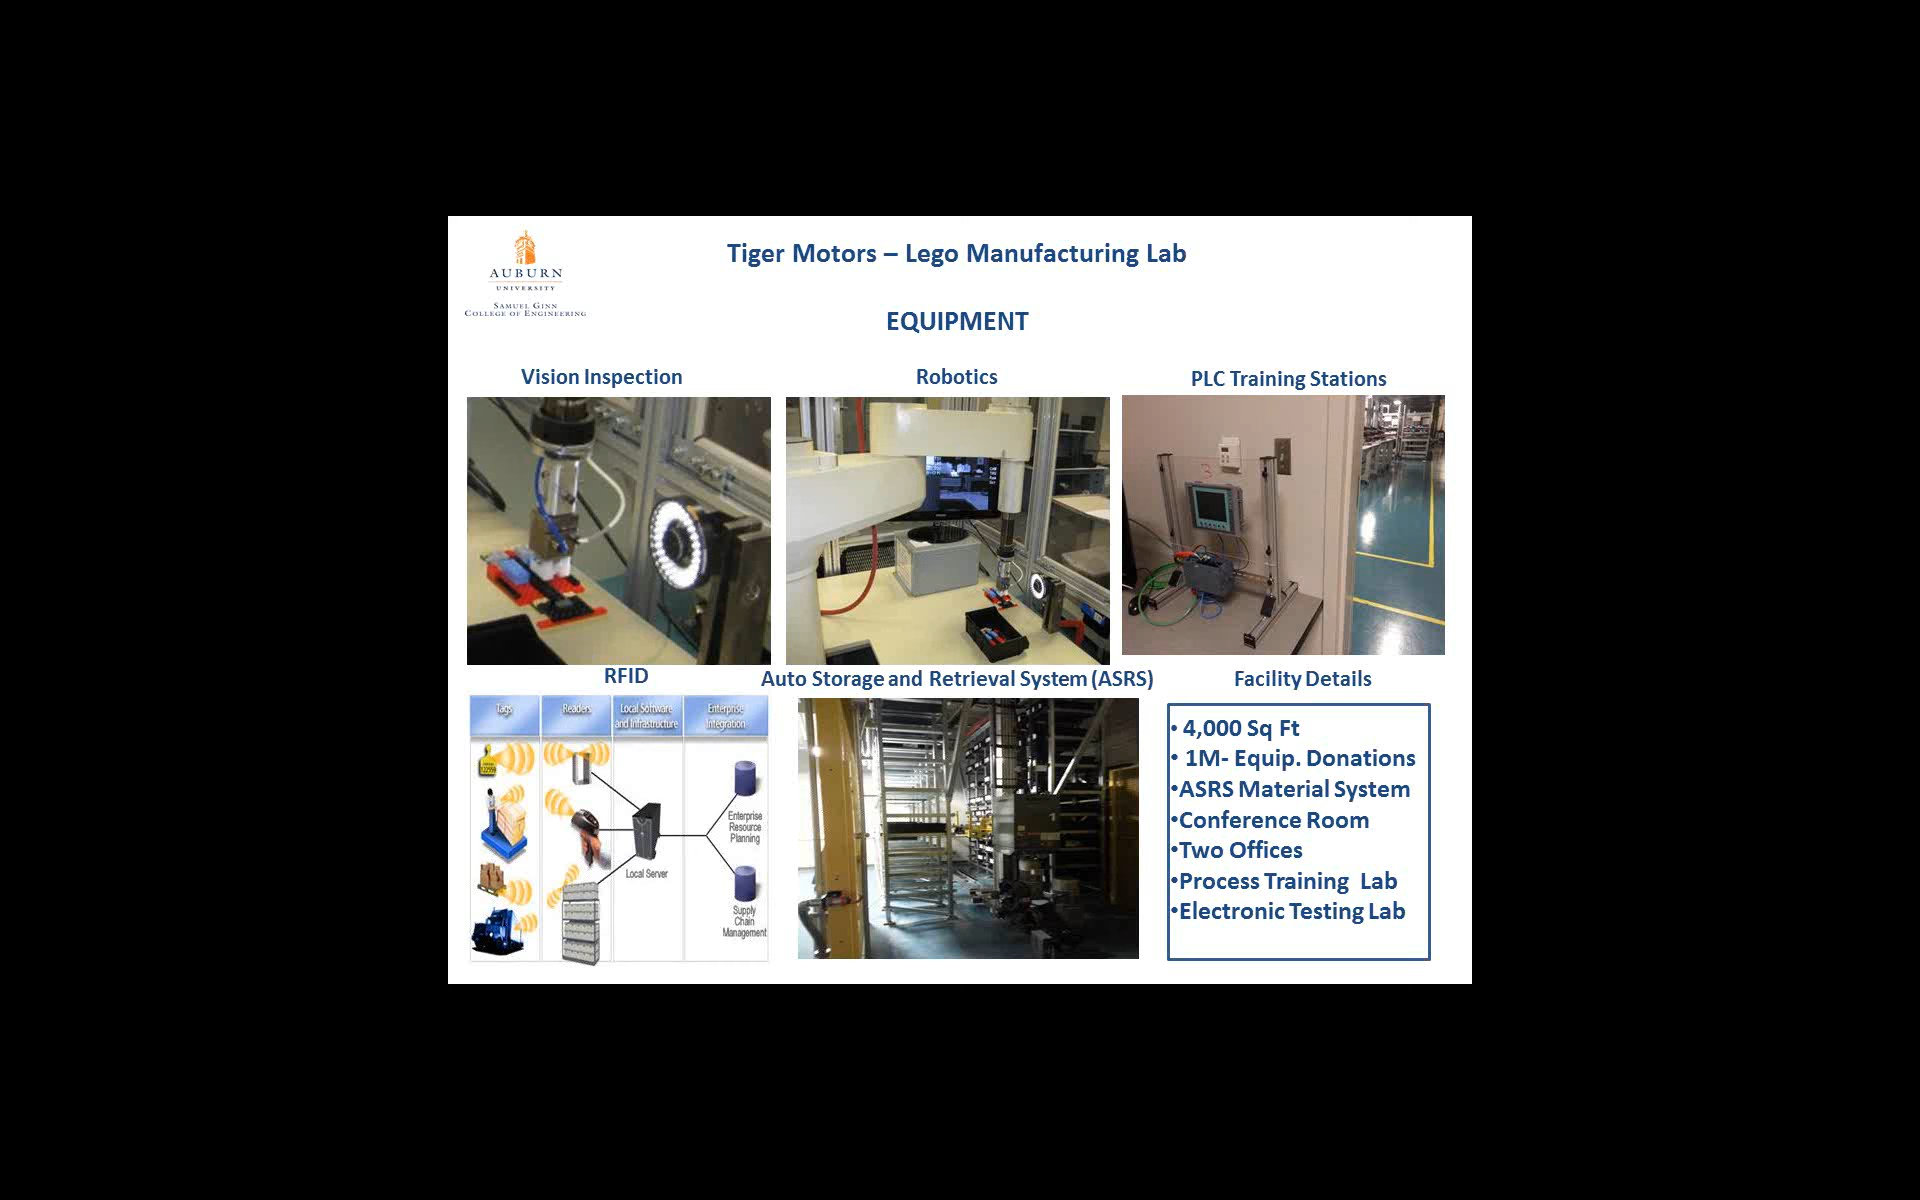 AUBURN
UNIVERSITY
SAMUEL GINN
COLLEGE OF ENGINEERING
Tiger Motors – Lego Manufacturing Lab
EQUIPMENT
Vision Inspection
Robotics
PLC Training Stations
3
RFID
Auto Storage and Retrieval System (ASRS)
Facility Details
Tags
Readers
Local Software
and Infrastructure
Enterprise
Integration
Enterprise
Resource
Planning
Local Server
Supply
Chain
Management
• 4,000 Sq Ft
• 1M- Equip. Donations
•ASRS Material System
•Conference Room
•Two Offices
•Process Training  Lab
•Electronic Testing Lab